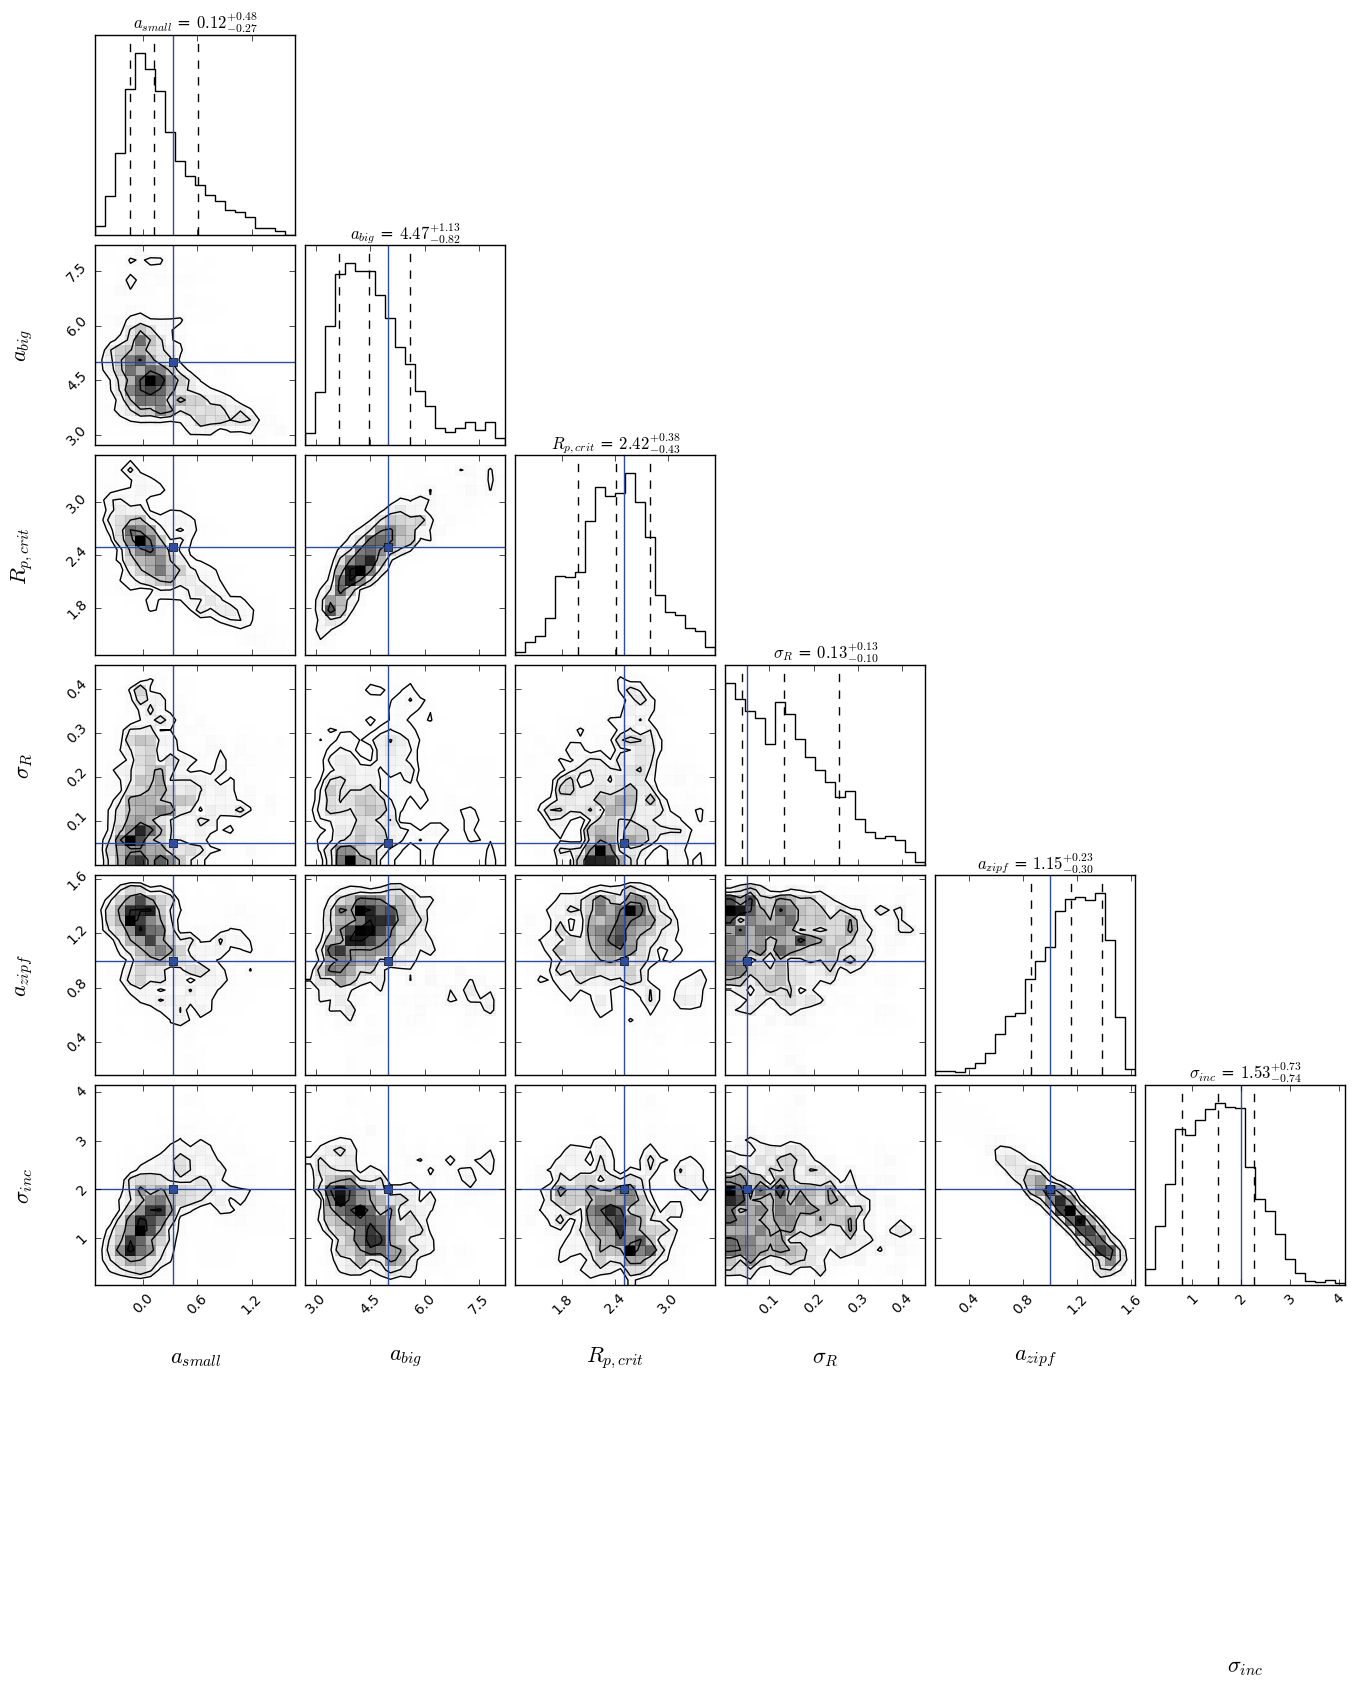 a_small = 0.12 +0.48 −0.27
a_big = 4.47 +1.13 −0.82
7.5
6.0
4.5
3.0
a_big
R_p,crit = 2.42 +0.38 −0.43
3.0
2.4
1.8
R_p,crit
σ_R = 0.13 +0.13 −0.10
0.4
0.3
0.2
0.1
σ_R
a_zipf = 1.15 +0.23 −0.30
1.6
1.2
0.8
0.4
a_zipf
σ_inc = 1.53 +0.73 −0.74
4
3
2
1
σ_inc
0.0 0.6 1.2 3.0 4.5 6.0 7.5 1.8 2.4 3.0 0.1 0.2 0.3 0.4 0.4 0.8 1.2 1.6 1 2 3 4
a_small a_big R_p,crit σ_R a_zipf
σ_inc